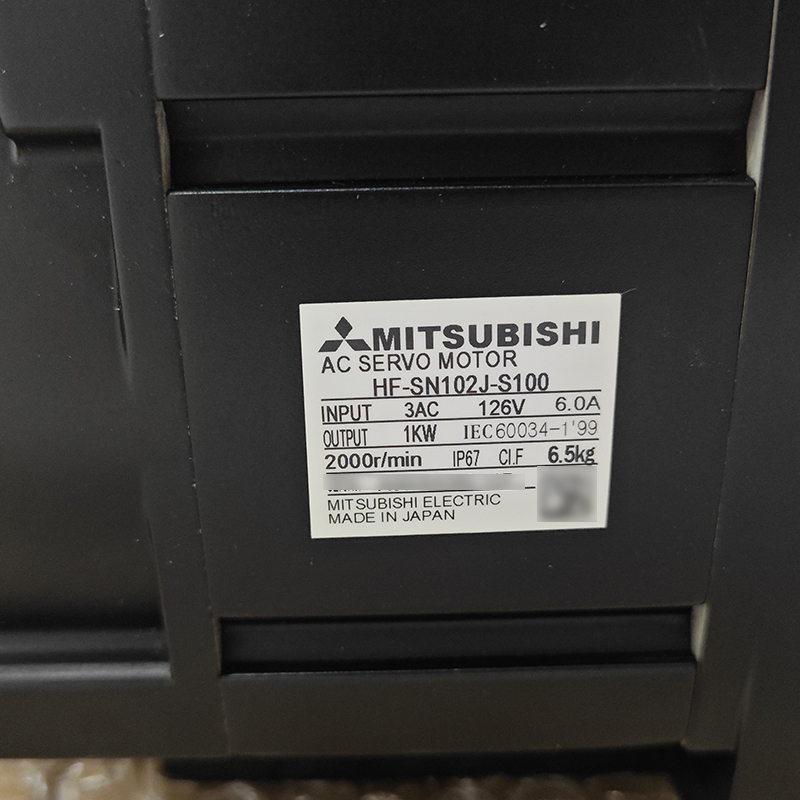 MITSUBISHI
AC SERVO MOTOR
HF-SN102J-S100
INPUT 3AC 126V 6.0A
OUTPUT 1KW IEC60034-1'99
2000r/min IP67 CI.F 6.5kg
MITSUBISHI ELECTRIC
MADE IN JAPAN